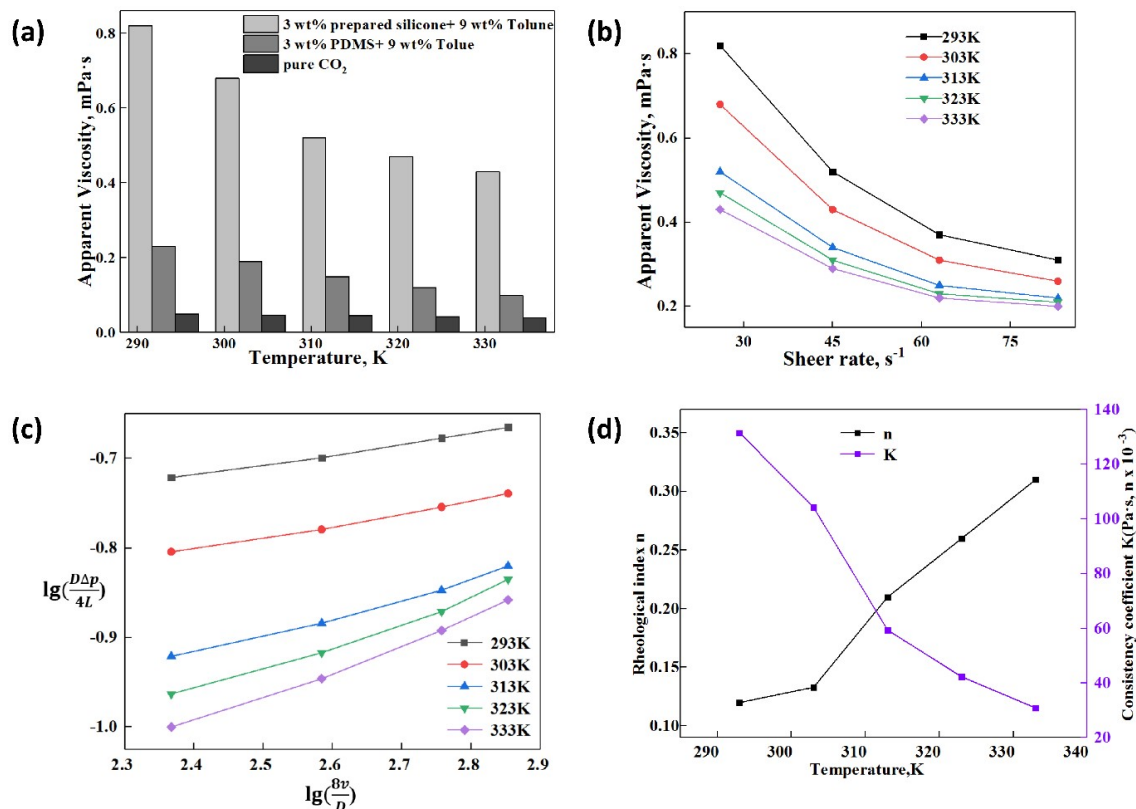 (a)
3 wt% prepared silicone+ 9 wt% Tolune
3 wt% PDMS+ 9 wt% Tolue
pure CO₂
Apparent Viscosity, mPa·s
0.8
0.6
0.4
0.2
0.0
290 300 310 320 330
Temperature, K
(b)
293K
303K
313K
323K
333K
Apparent Viscosity, mPa·s
0.8
0.6
0.4
0.2
30 45 60 75
Sheer rate, s⁻¹
(c)
lg(DΔp/4L)
-0.7
-0.8
-0.9
-1.0
293K
303K
313K
323K
333K
2.3 2.4 2.5 2.6 2.7 2.8 2.9
lg(8v/D)
(d)
n
K
Rheological index n
0.35
0.30
0.25
0.20
0.15
0.10
Consistency coefficient K(Pa·s, n x 10⁻³)
140
120
100
80
60
40
20
290 300 310 320 330 340
Temperature,K